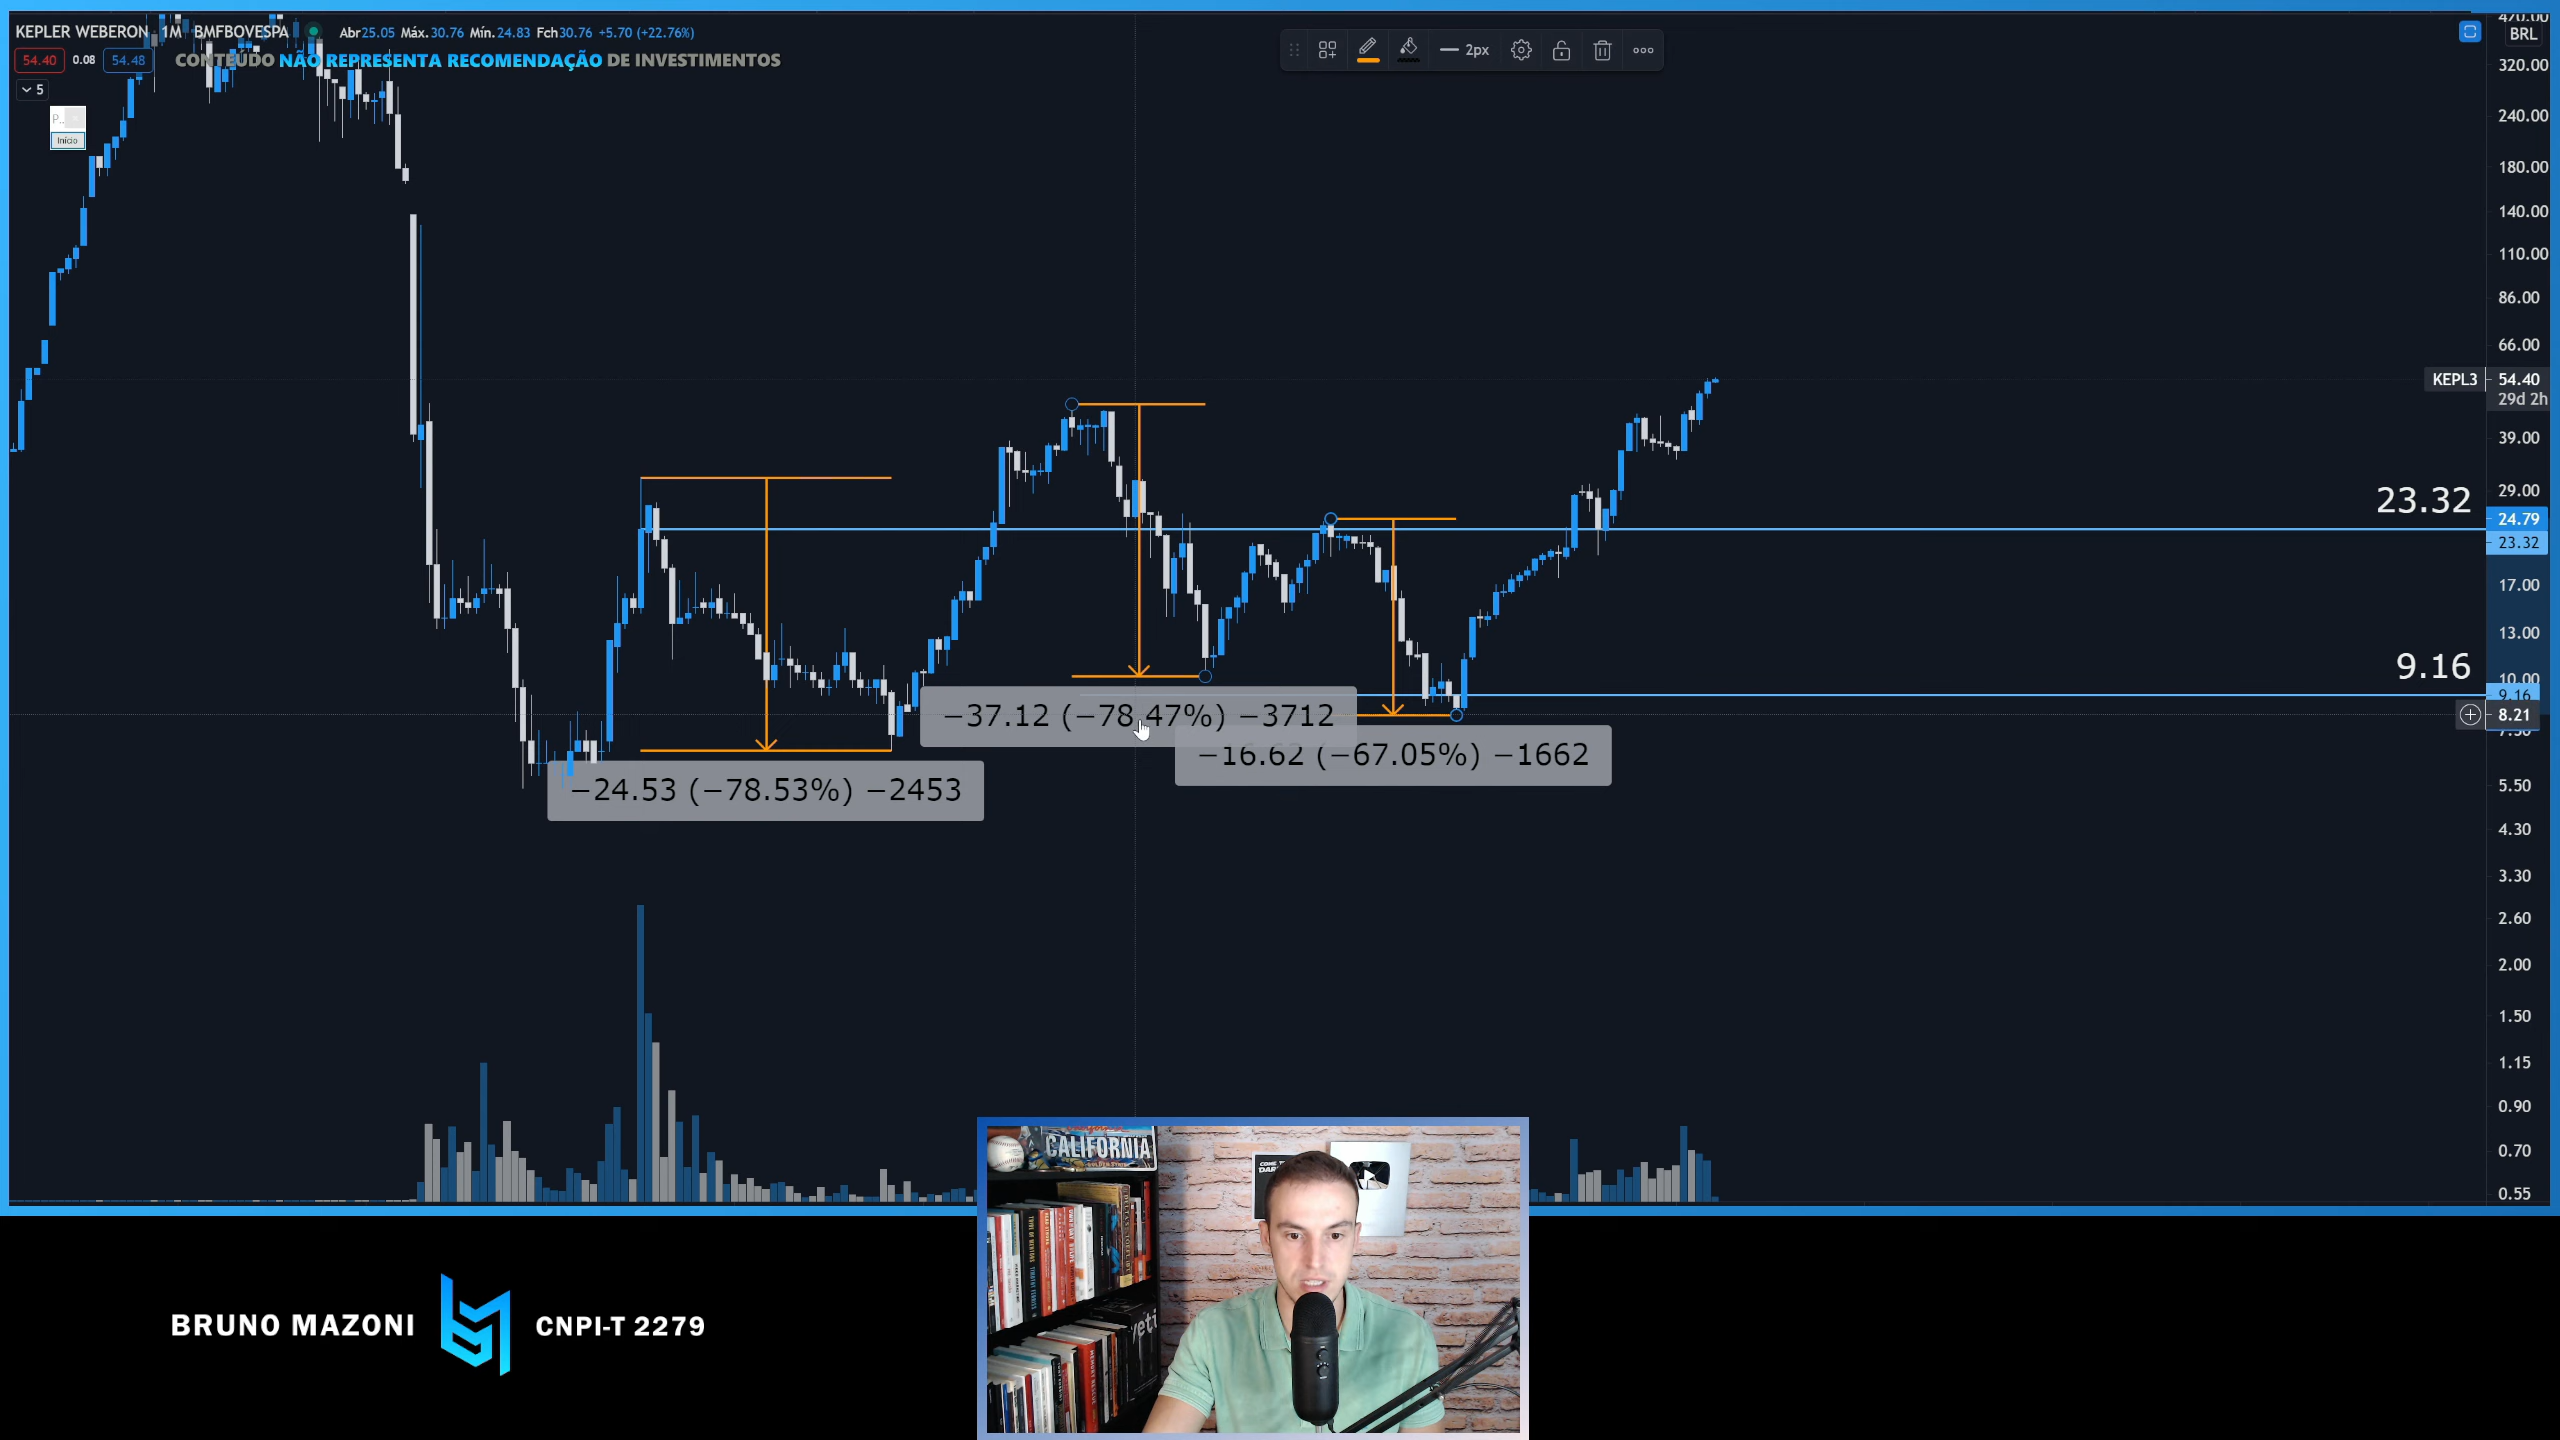 KEPLER WEBERON 1M BMFBOVESPA Abr25.05 Máx.30.76 Mín.24.83 Fch30.76 +5.70 (+22.76%)
54.40 0.08 54.48
CONTEÚDO NÃO REPRESENTA RECOMENDAÇÃO DE INVESTIMENTOS
5
P..
Início
2px
BRL
320.00
240.00
180.00
140.00
110.00
86.00
66.00
KEPL3 54.40
29d 2h
39.00
29.00
23.32
24.79
23.32
17.00
13.00
9.16
10.00
9.16
8.21
7.30
5.50
4.30
3.30
2.60
2.00
1.50
1.15
0.90
0.70
0.55
−37.12 (−78.47%) −3712
−16.62 (−67.05%) −1662
−24.53 (−78.53%) −2453
CALIFORNIA
BRUNO MAZONI CNPI-T 2279